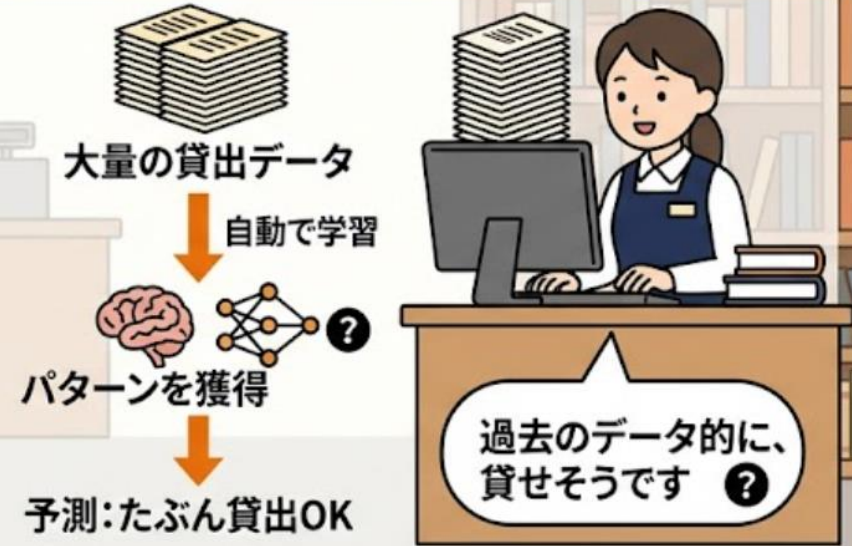 大量の貸出データ
自動で学習
?
パターンを獲得
予測：たぶん貸出OK
過去のデータ的に、
貸せそうです ?